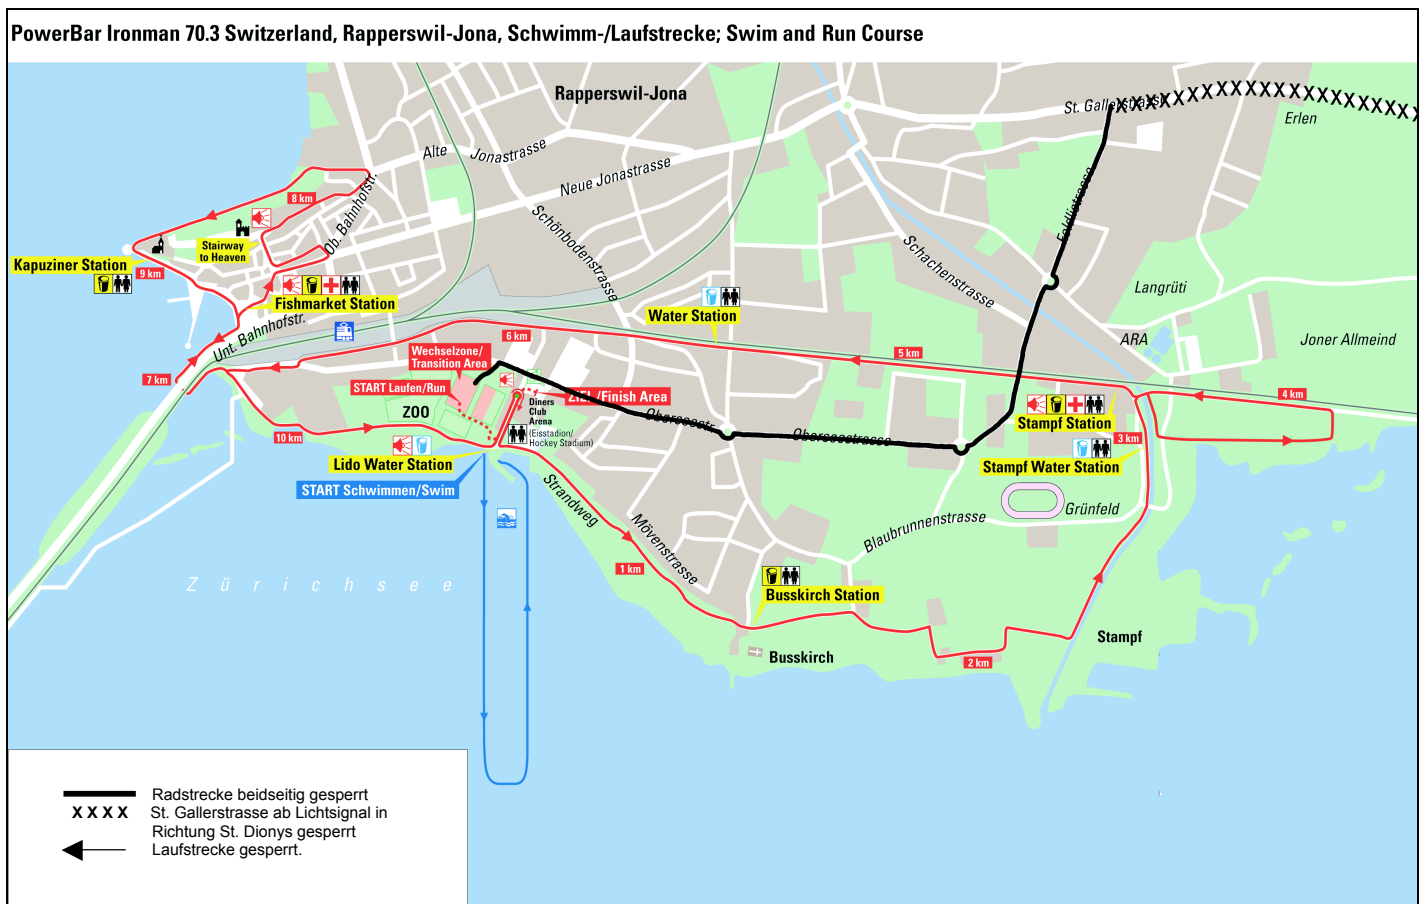 PowerBar Ironman 70.3 Switzerland, Rapperswil-Jona, Schwimm-/Laufstrecke; Swim and Run Course
Rapperswil-Jona
St. Gallerstrasse
XXXXXXXXXXXXXXXXXXXXXX
Erlen
Alte Jonastrasse
Neue Jonastrasse
Feldlistrasse
8 km
Ob. Bahnhofstr.
Schönbodenstrasse
Schachenstrasse
Stairway
to Heaven
Kapuziner Station
9 km
Fishmarket Station
Langrüti
Water Station
Unt. Bahnhofstr.
6 km
ARA
Joner Allmeind
5 km
Wechselzone/
Transition Area
7 km
START Laufen/Run
ZIEL/Finish Area
4 km
ZOO
Diners
Club
Arena
(Eisstadion/
Hockey Stadium)
Oberseestr.
Oberseestrasse
Stampf Station
10 km
3 km
Lido Water Station
Stampf Water Station
START Schwimmen/Swim
Strandweg
Grünfeld
Mövenstrasse
Blaubrunnenstrasse
1 km
Zürichsee
Busskirch Station
Stampf
Busskirch
2 km
Radstrecke beidseitig gesperrt
X X X X St. Gallerstrasse ab Lichtsignal in
Richtung St. Dionys gesperrt
Laufstrecke gesperrt.